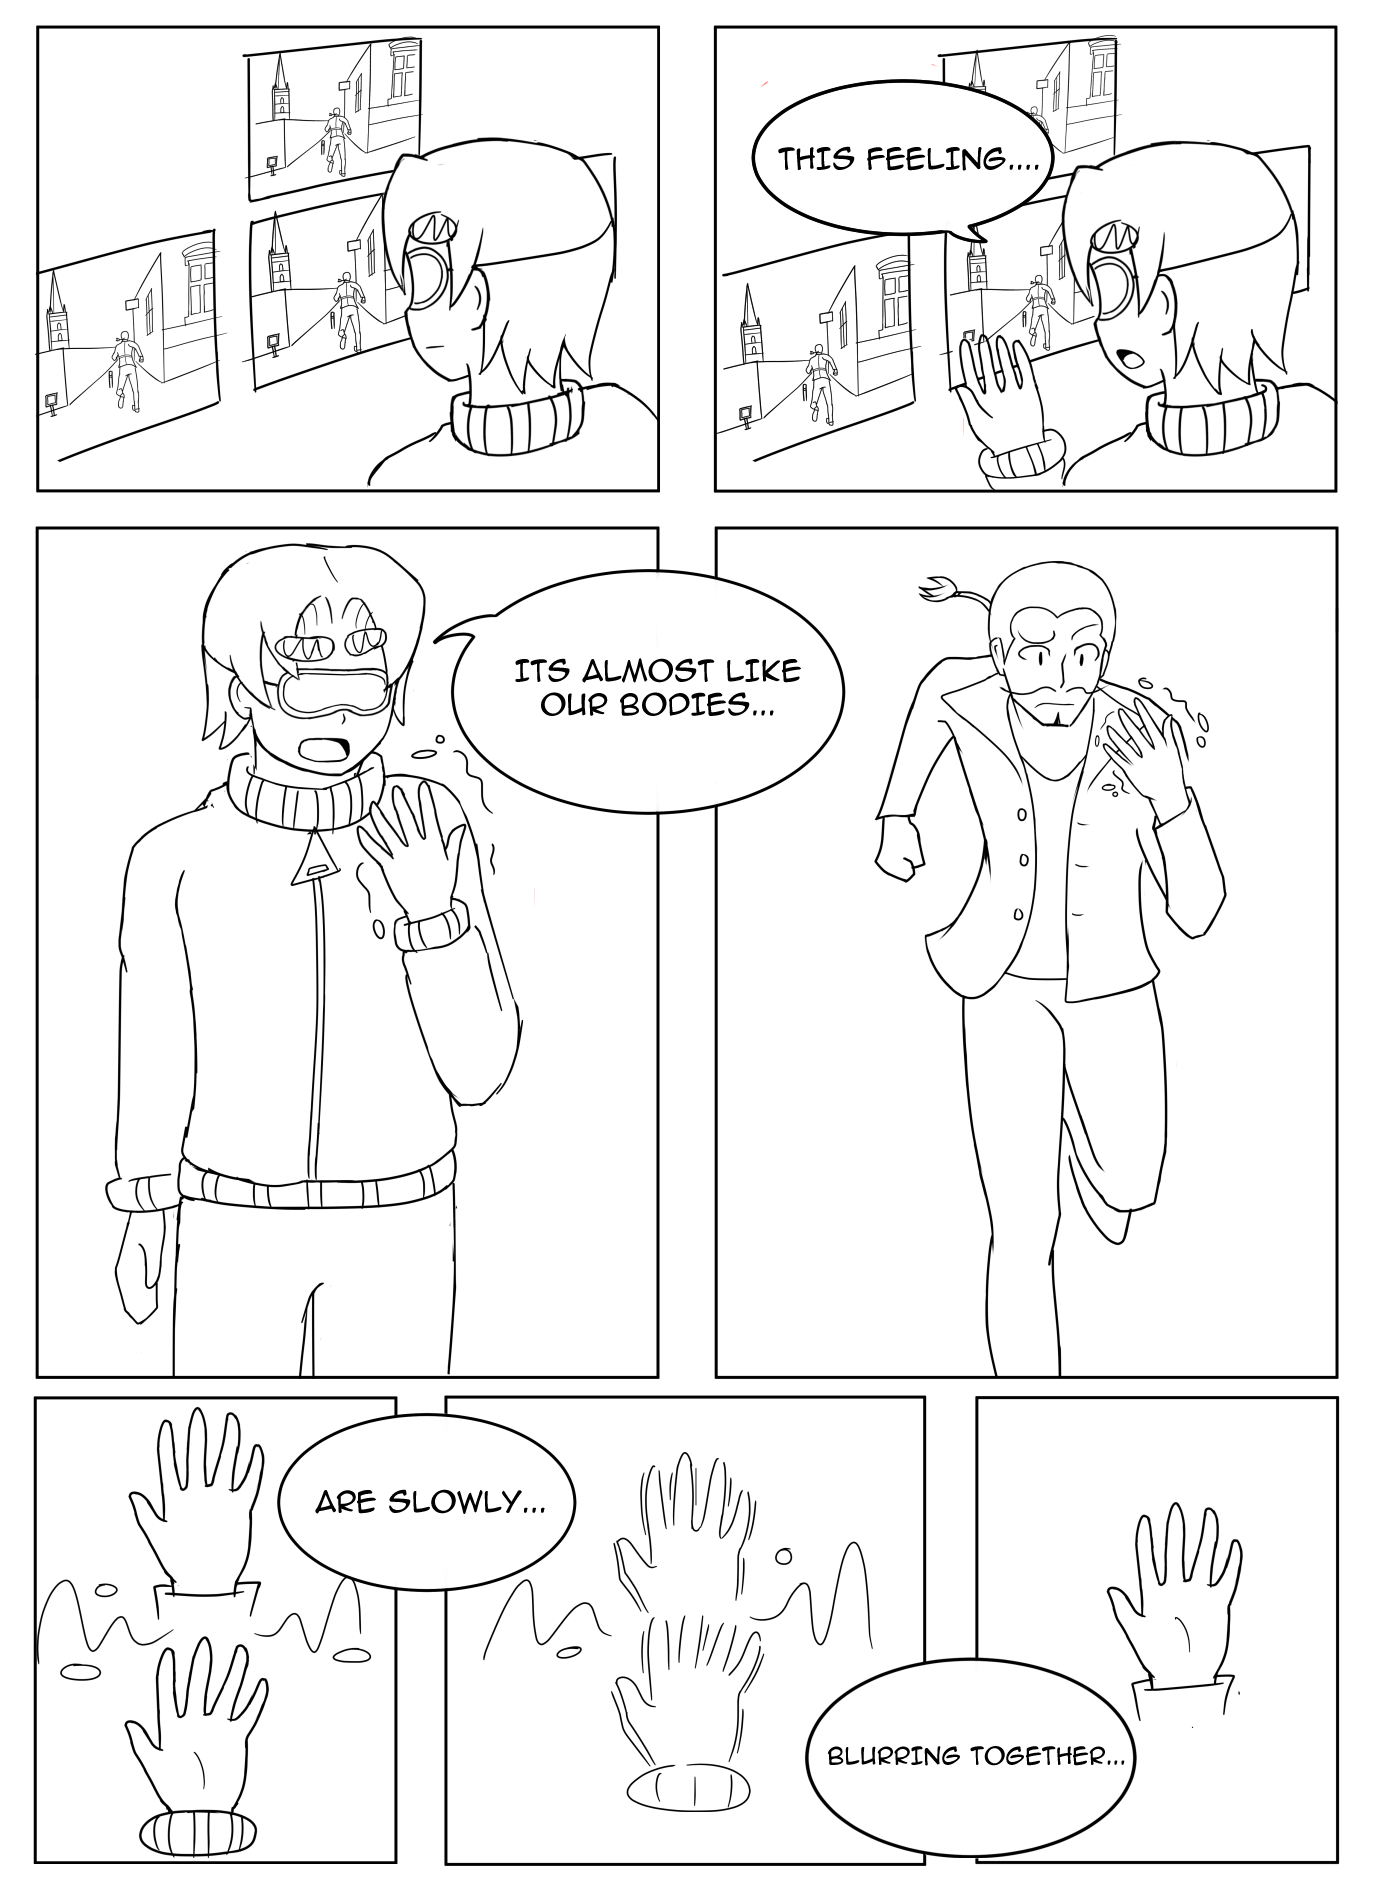 THIS FEELING....
ITS ALMOST LIKE
OUR BODIES...
ARE SLOWLY...
BLURRING TOGETHER...